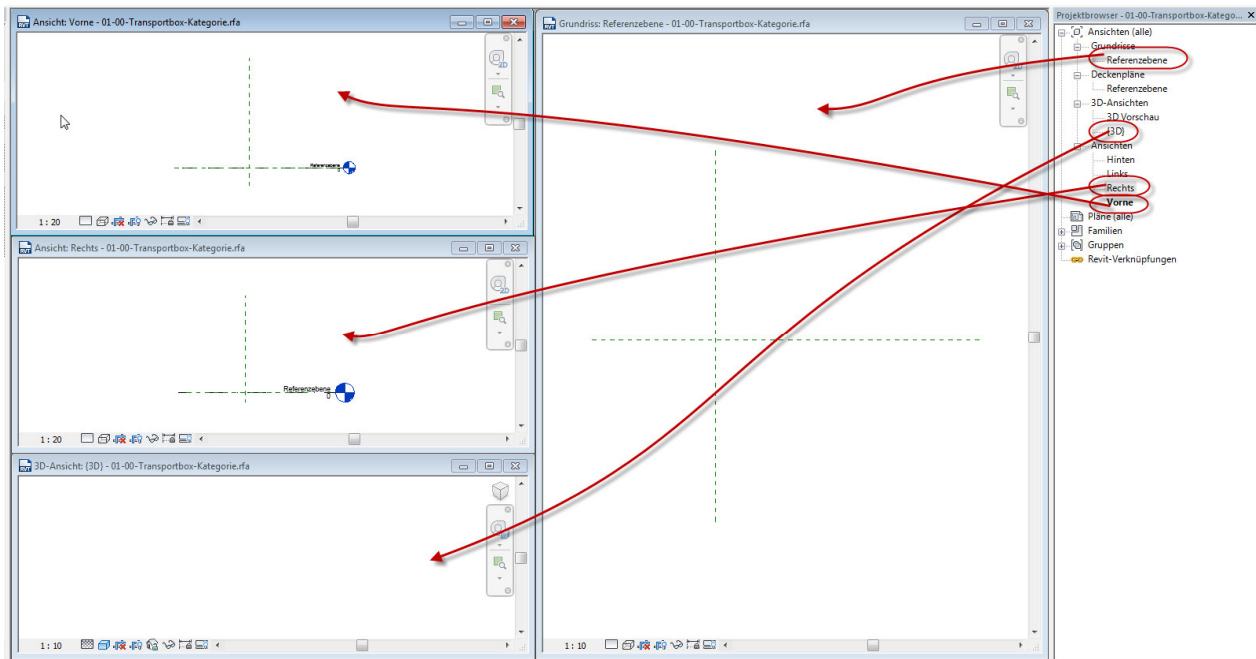 Ansicht: Vorne - 01-00-Transportbox-Kategorie.rfa
2D
Referenzebene
0
1 : 20
Ansicht: Rechts - 01-00-Transportbox-Kategorie.rfa
2D
Referenzebene
0
1 : 20
3D-Ansicht: {3D} - 01-00-Transportbox-Kategorie.rfa
1 : 10
Grundriss: Referenzebene - 01-00-Transportbox-Kategorie.rfa
2D
1 : 10
Projektbrowser - 01-00-Transportbox-Katego...
Ansichten (alle)
Grundrisse
Referenzebene
Deckenpläne
Referenzebene
3D-Ansichten
3D Vorschau
{3D}
Ansichten
Hinten
Links
Rechts
Vorne
Pläne (alle)
Familien
Gruppen
Revit-Verknüpfungen